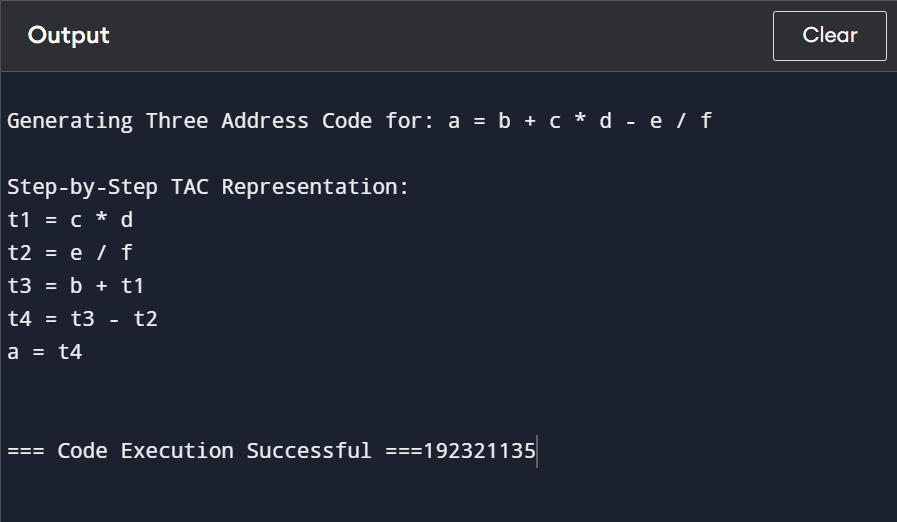 Output
Clear
Generating Three Address Code for: a = b + c * d - e / f
Step-by-Step TAC Representation:
t1 = c * d
t2 = e / f
t3 = b + t1
t4 = t3 - t2
a = t4
=== Code Execution Successful ===192321135